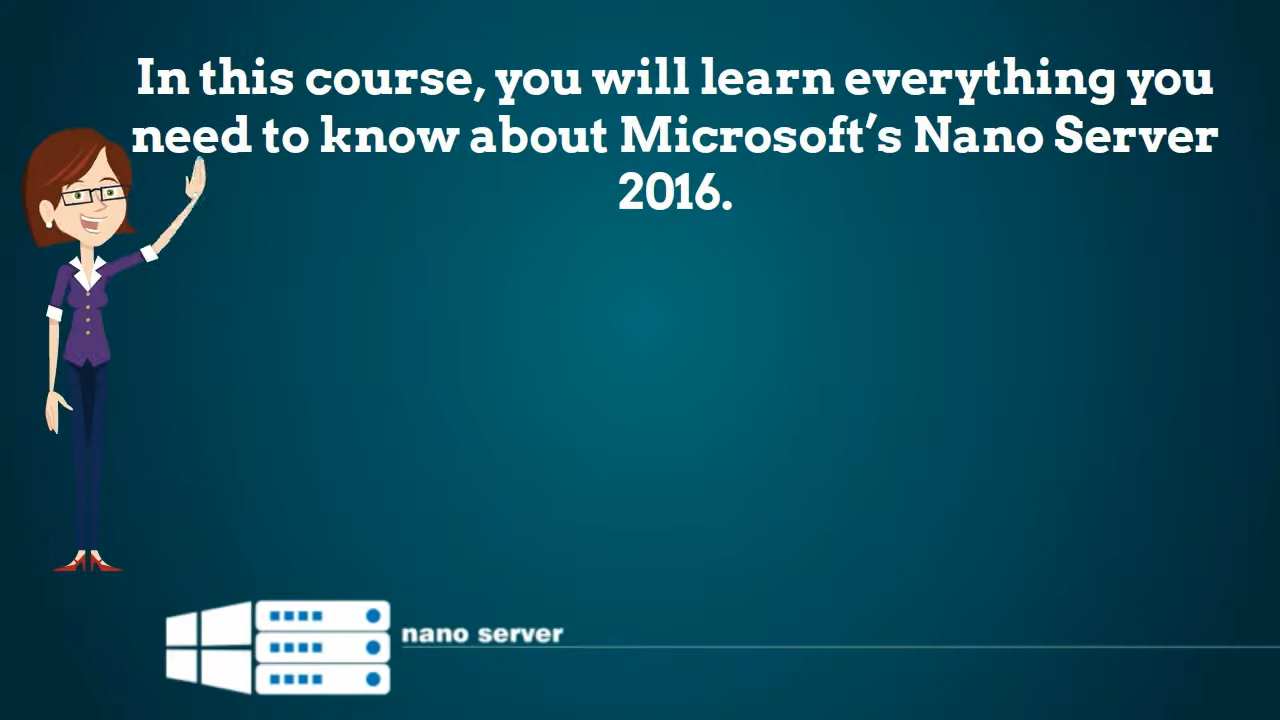 In this course, you will learn everything you
need to know about Microsoft’s Nano Server
2016.
nano server